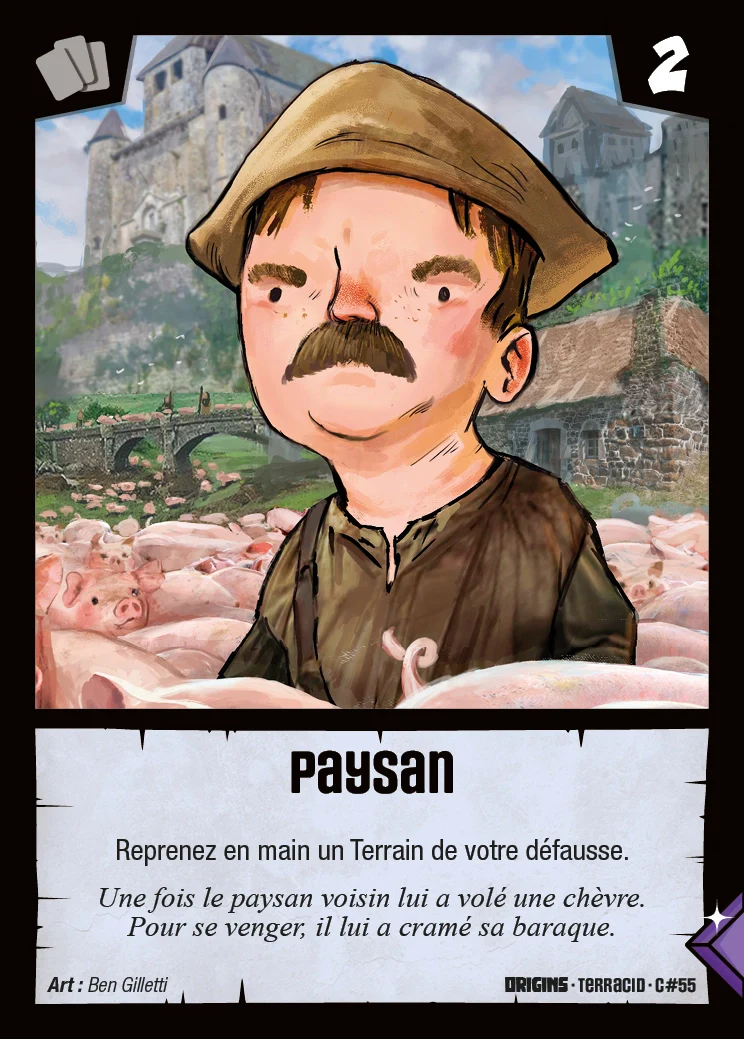 2
Paysan
Reprenez en main un Terrain de votre défausse.
Une fois le paysan voisin lui a volé une chèvre.
Pour se venger, il lui a cramé sa baraque.
Art : Ben Gilletti
ORIGINS · TERRACID · C#55